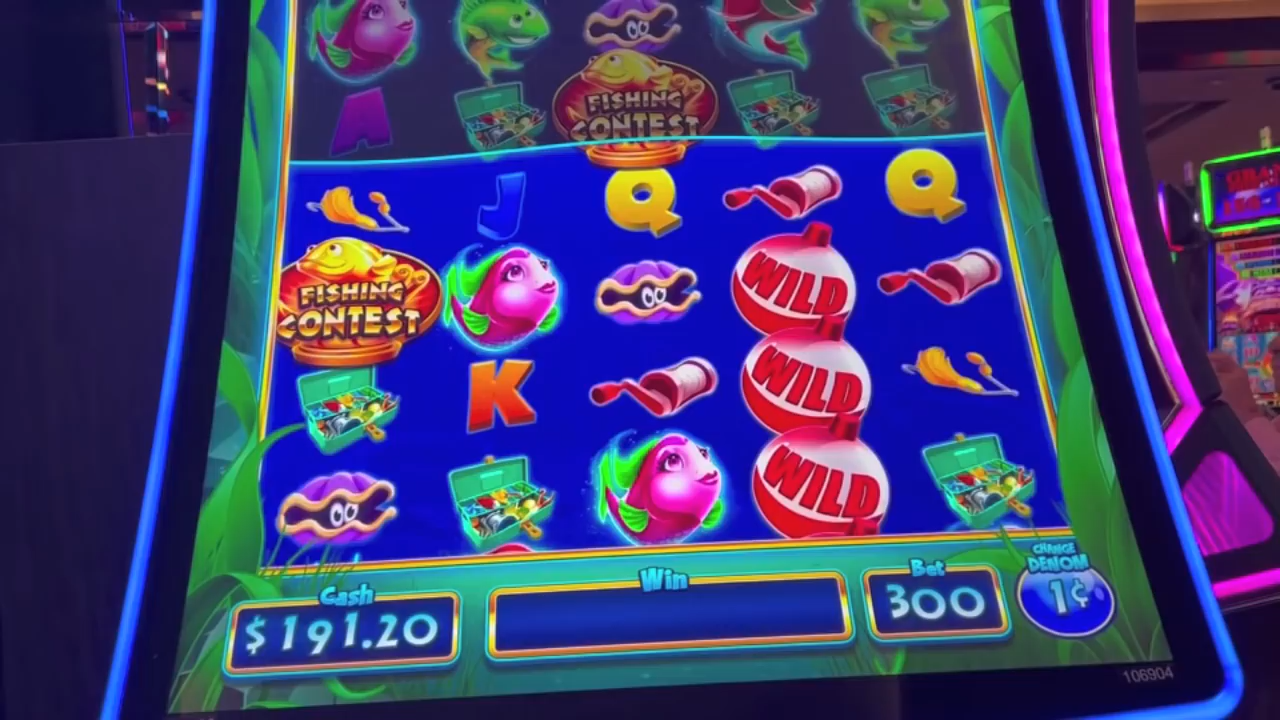 FISHING
CONTEST
A
J
Q
Q
FISHING
CONTEST
WILD
K
WILD
WILD
Cash
$191.20
Win
Bet
300
CHANGE
DENOM
1¢
106904